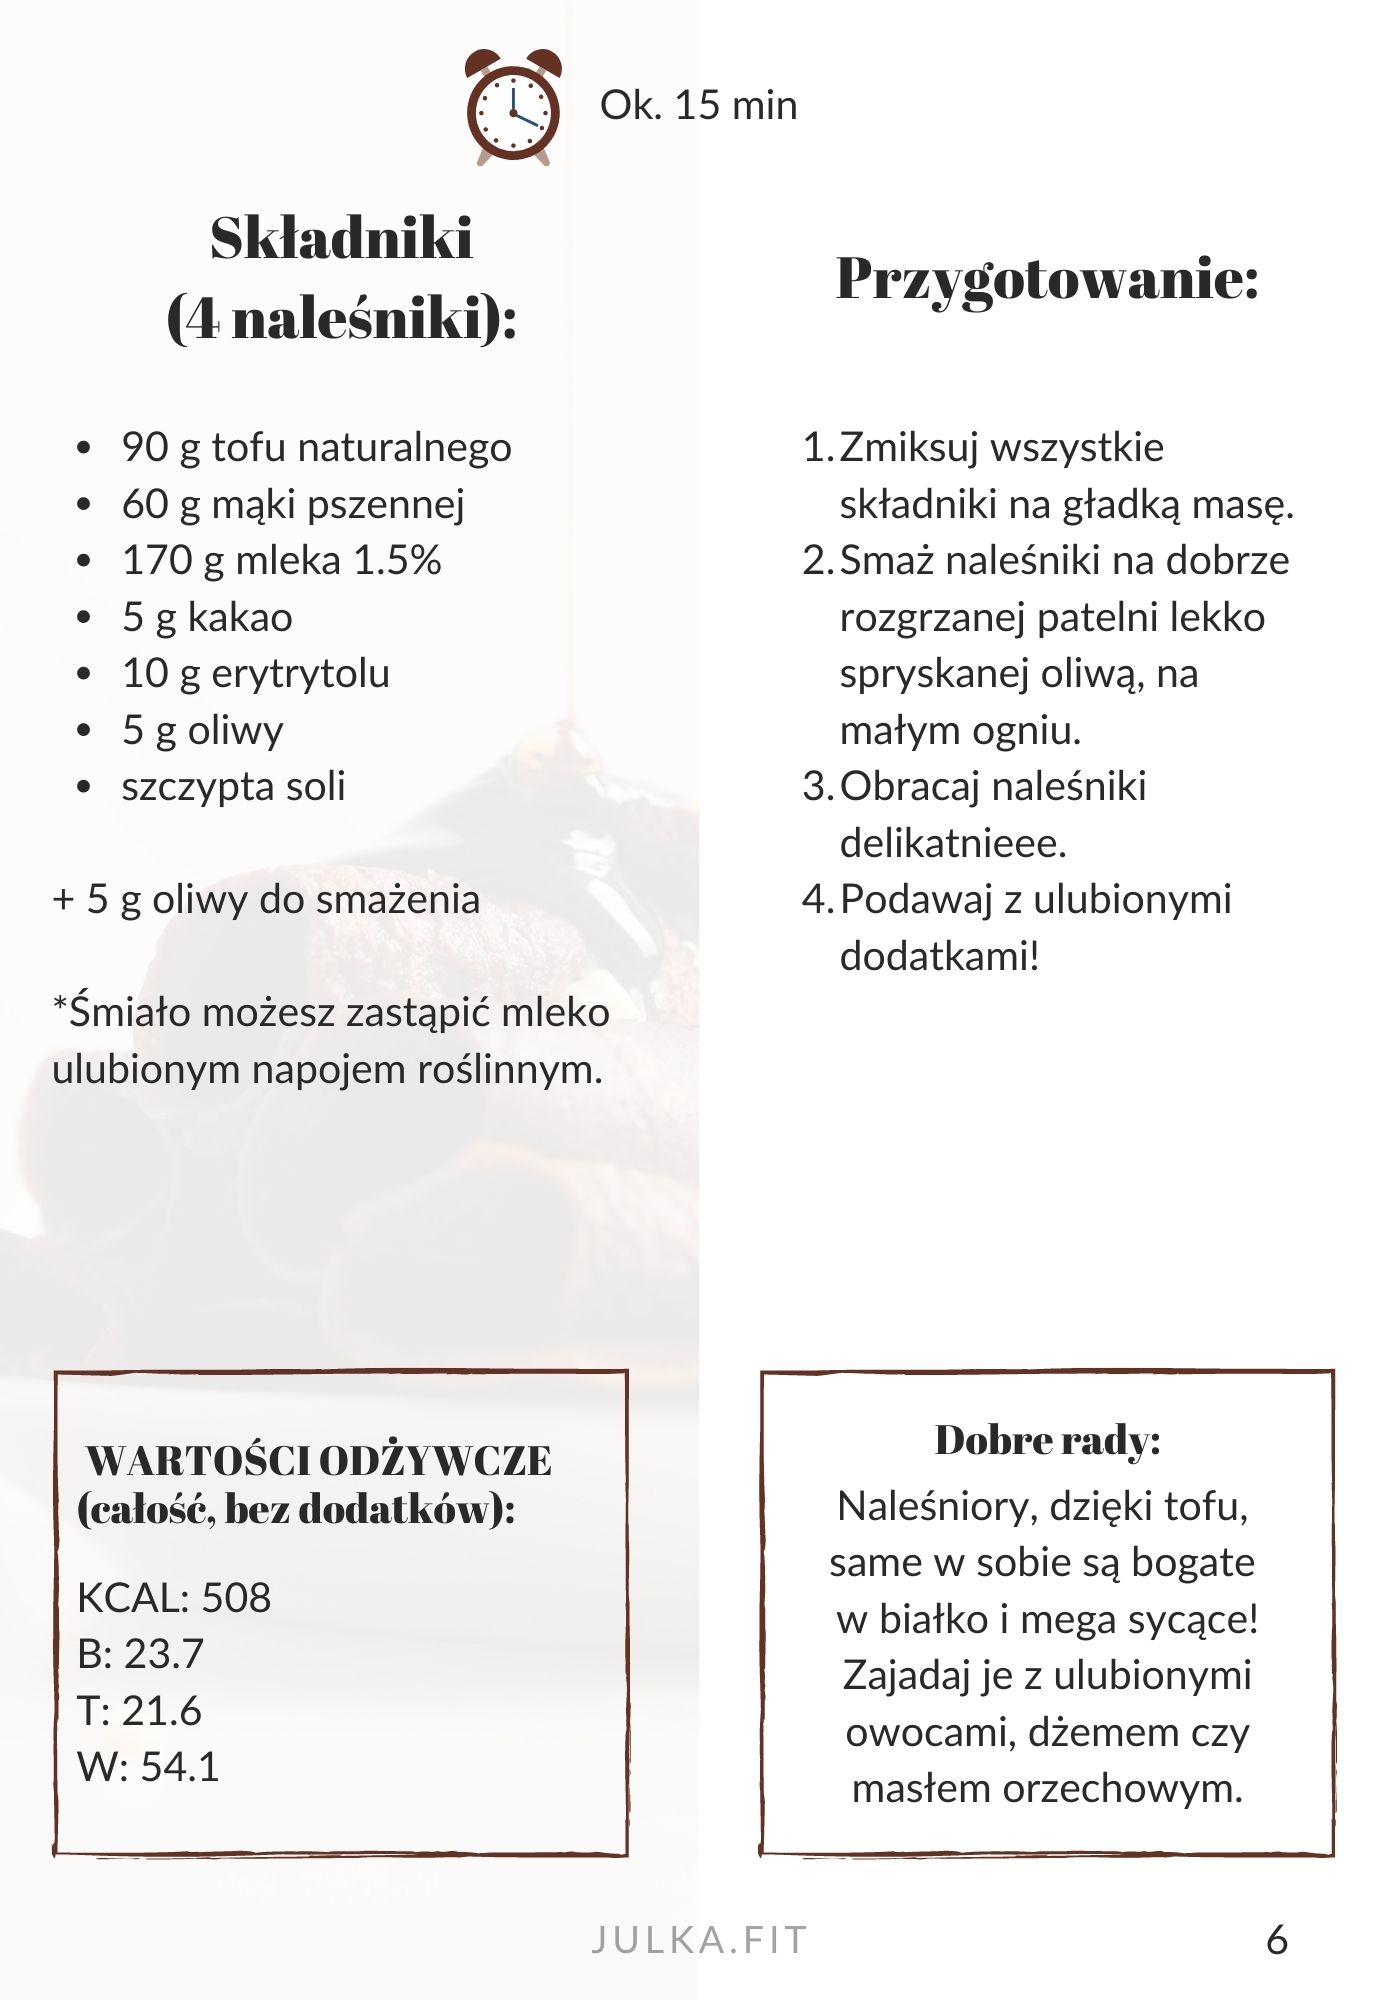 Ok. 15 min
Składniki
(4 naleśniki):
• 90 g tofu naturalnego
• 60 g mąki pszennej
• 170 g mleka 1.5%
• 5 g kakao
• 10 g erytrytolu
• 5 g oliwy
• szczypta soli
+ 5 g oliwy do smażenia
*Śmiało możesz zastąpić mleko
ulubionym napojem roślinnym.
Przygotowanie:
1. Zmiksuj wszystkie
składniki na gładką masę.
2. Smaż naleśniki na dobrze
rozgrzanej patelni lekko
spryskanej oliwą, na
małym ogniu.
3. Obracaj naleśniki
delikatnieee.
4. Podawaj z ulubionymi
dodatkami!
WARTOŚCI ODŻYWCZE
(całość, bez dodatków):
KCAL: 508
B: 23.7
T: 21.6
W: 54.1
Dobre rady:
Naleśniory, dzięki tofu,
same w sobie są bogate
w białko i mega sycące!
Zajadaj je z ulubionymi
owocami, dżemem czy
masłem orzechowym.
JULKA.FIT
6